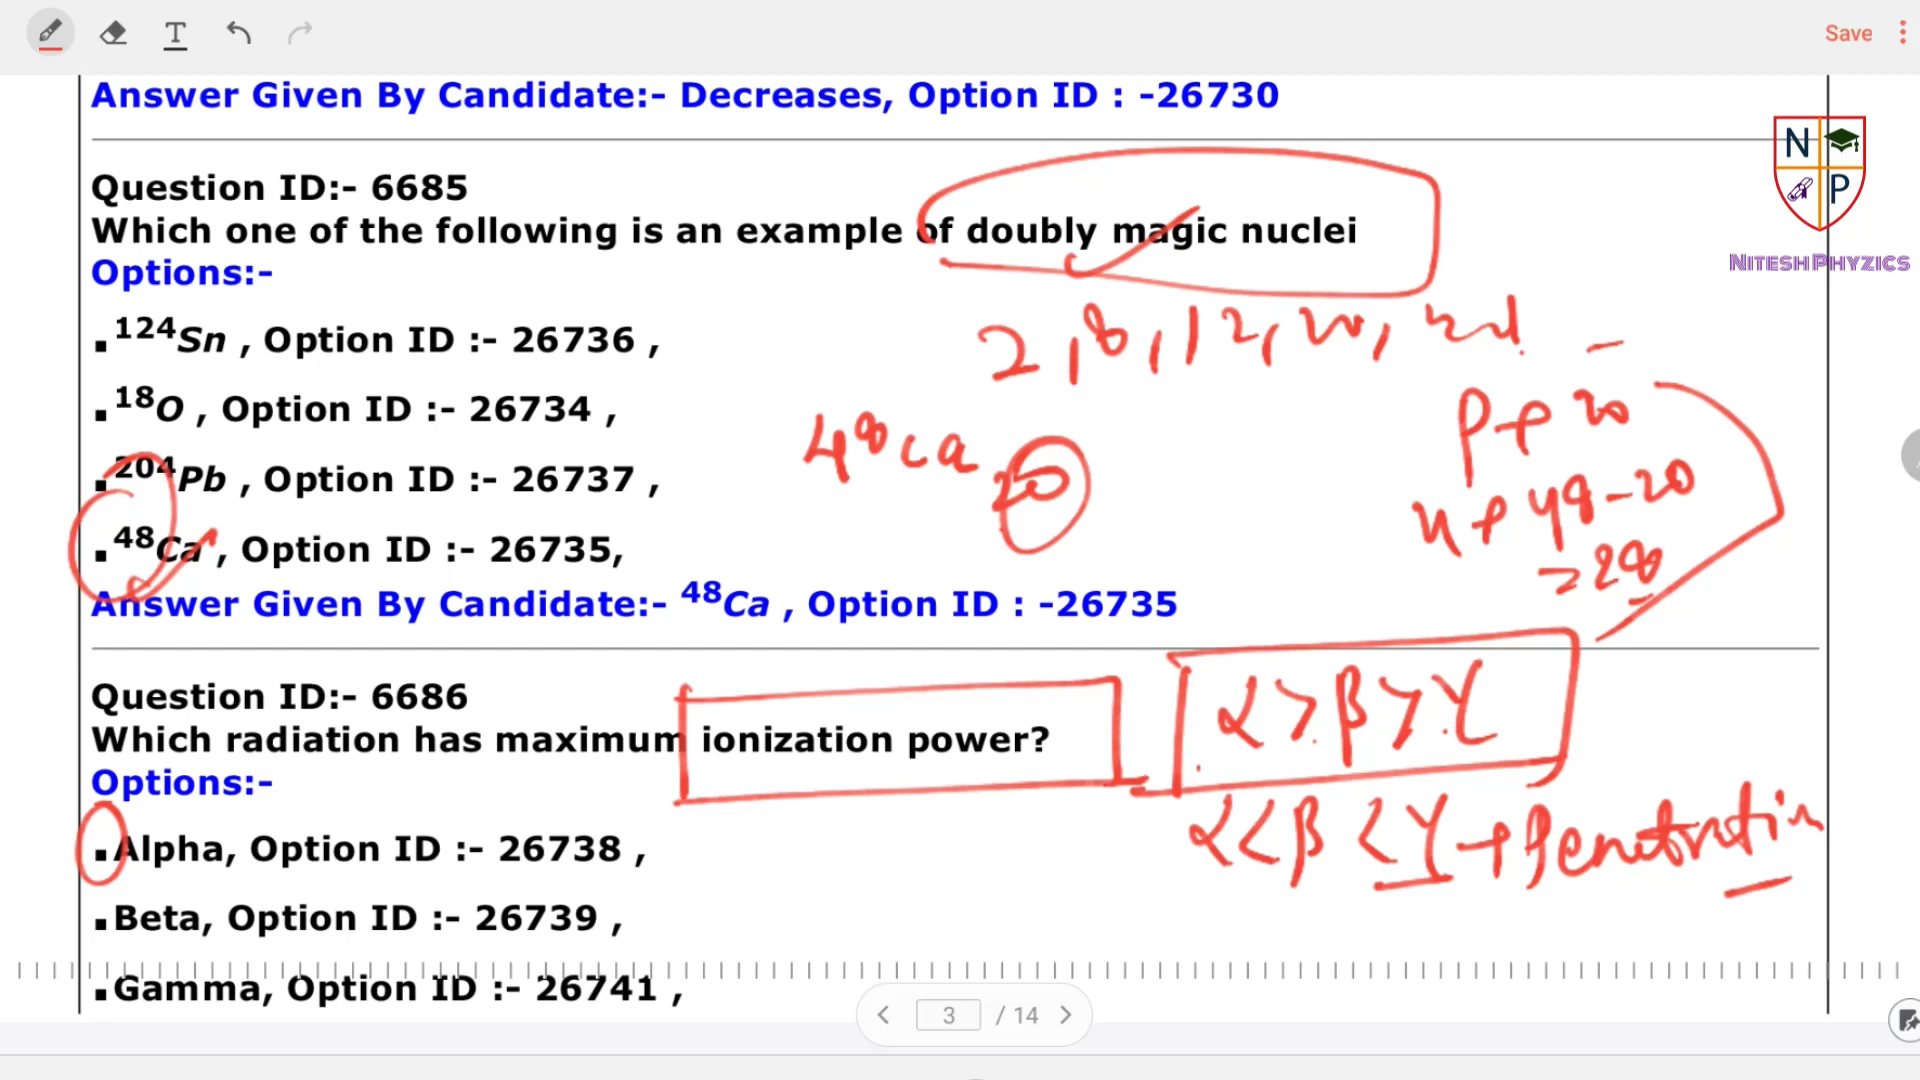 Save
Answer Given By Candidate:- Decreases, Option ID : -26730
N P
NITESHPHYZICS
Question ID:- 6685
Which one of the following is an example of doubly magic nuclei
Options:-
▪124Sn , Option ID :- 26736 ,
2, 8, 12, 20,
▪18O , Option ID :- 26734 ,
P→ 20
48 Ca 20
▪204Pb , Option ID :- 26737 ,
n→ 48-20
▪48Ca , Option ID :- 26735,
=28
Answer Given By Candidate:- 48Ca , Option ID : -26735
Question ID:- 6686
Which radiation has maximum ionization power?
α > β > γ
Options:-
α < β < γ → Penetration
▪Alpha, Option ID :- 26738 ,
▪Beta, Option ID :- 26739 ,
▪Gamma, Option ID :- 26741 ,
3 / 14